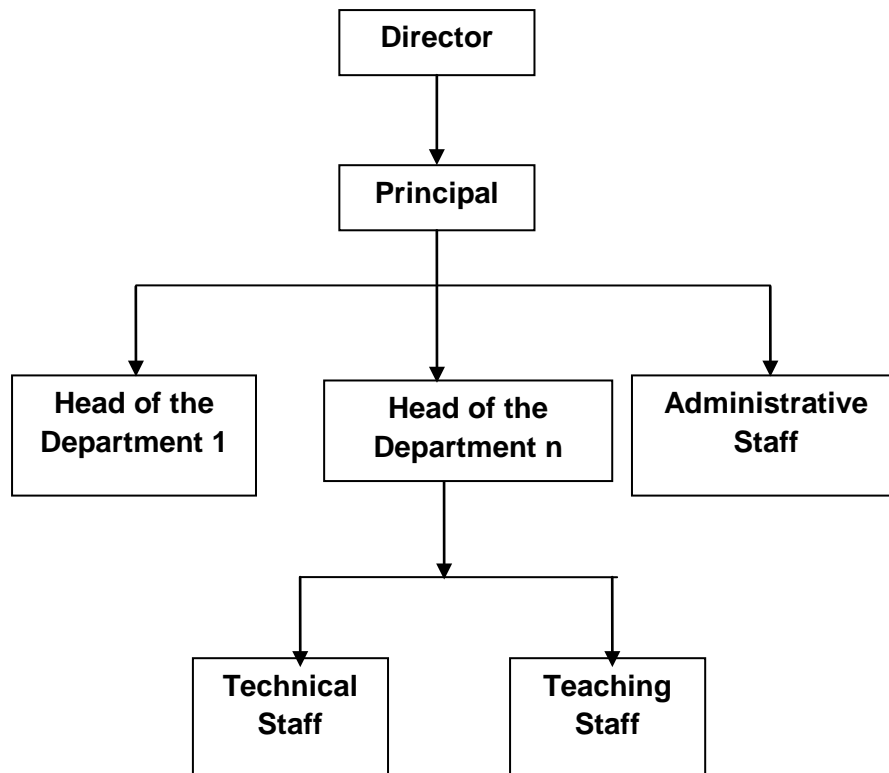 Director
Principal
Head of the
Department 1
Head of the
Department n
Administrative
Staff
Technical
Staff
Teaching
Staff